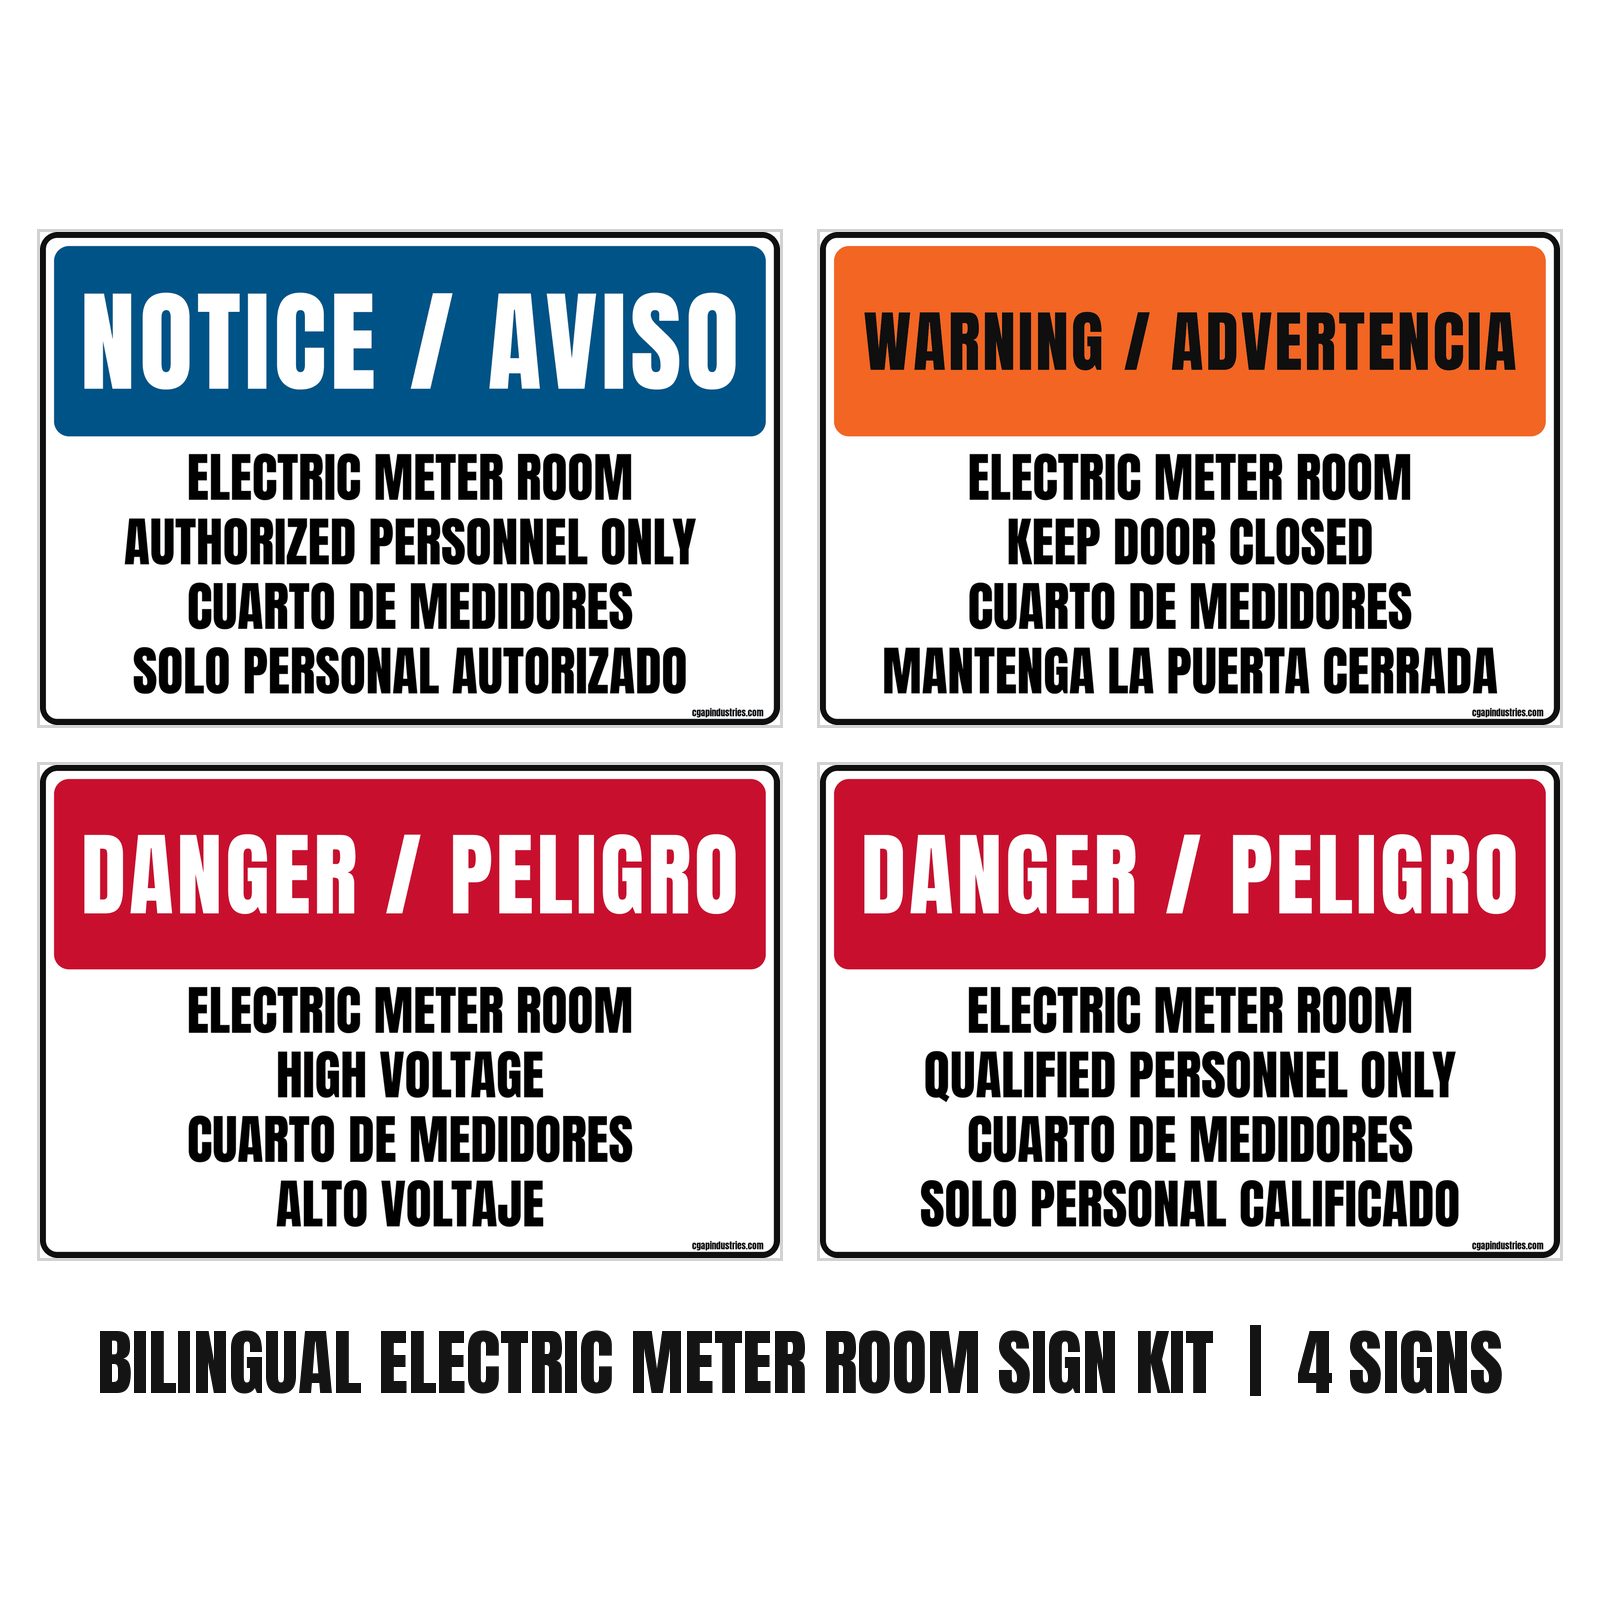 NOTICE / AVISO
ELECTRIC METER ROOM
AUTHORIZED PERSONNEL ONLY
CUARTO DE MEDIDORES
SOLO PERSONAL AUTORIZADO
cgapindustries.com
WARNING / ADVERTENCIA
ELECTRIC METER ROOM
KEEP DOOR CLOSED
CUARTO DE MEDIDORES
MANTENGA LA PUERTA CERRADA
cgapindustries.com
DANGER / PELIGRO
ELECTRIC METER ROOM
HIGH VOLTAGE
CUARTO DE MEDIDORES
ALTO VOLTAJE
cgapindustries.com
DANGER / PELIGRO
ELECTRIC METER ROOM
QUALIFIED PERSONNEL ONLY
CUARTO DE MEDIDORES
SOLO PERSONAL CALIFICADO
cgapindustries.com
BILINGUAL ELECTRIC METER ROOM SIGN KIT | 4 SIGNS